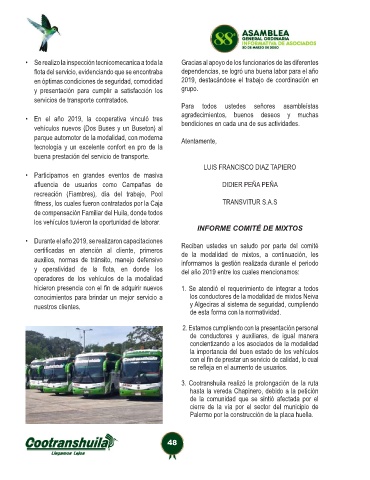 88ª ASAMBLEA
GENERAL ORDINARIA
INFORMATIVA DE ASOCIADOS
30 DE MARZO DE 2020
• Se realizo la inspección tecnicomecanica a toda la
flota del servicio, evidenciando que se encontraba
en óptimas condiciones de seguridad, comodidad
y presentación para cumplir a satisfacción los
servicios de transporte contratados.
• En el año 2019, la cooperativa vinculó tres
vehículos nuevos (Dos Buses y un Buseton) al
parque automotor de la modalidad, con moderna
tecnología y un excelente confort en pro de la
buena prestación del servicio de transporte.
• Participamos en grandes eventos de masiva
afluencia de usuarios como Campañas de
recreación (Fiambres), día del trabajo, Pool
fitness, los cuales fueron contratados por la Caja
de compensación Familiar del Huila, donde todos
los vehículos tuvieron la oportunidad de laborar.
• Durante el año 2019, se realizaron capacitaciones
certificadas en atención al cliente, primeros
auxilios, normas de tránsito, manejo defensivo
y operatividad de la flota, en donde los
operadores de los vehículos de la modalidad
hicieron presencia con el fin de adquirir nuevos
conocimientos para brindar un mejor servicio a
nuestros clientes.
Gracias al apoyo de los funcionarios de las diferentes
dependencias, se logró una buena labor para el año
2019, destacándose el trabajo de coordinación en
grupo.
Para todos ustedes señores asambleístas
agradecimientos, buenos deseos y muchas
bendiciones en cada una de sus actividades.
Atentamente,
LUIS FRANCISCO DIAZ TAPIERO
DIDIER PEÑA PEÑA
TRANSVITUR S.A.S
INFORME COMITÉ DE MIXTOS
Reciban ustedes un saludo por parte del comité
de la modalidad de mixtos, a continuación, les
informamos la gestión realizada durante el periodo
del año 2019 entre los cuales mencionamos:
1. Se atendió el requerimiento de integrar a todos
los conductores de la modalidad de mixtos Neiva
y Algeciras al sistema de seguridad, cumpliendo
de esta forma con la normatividad.
2. Estamos cumpliendo con la presentación personal
de conductores y auxiliares, de igual manera
concientizando a los asociados de la modalidad
la importancia del buen estado de los vehículos
con el fin de prestar un servicio de calidad, lo cual
se refleja en el aumento de usuarios.
3. Cootranshuila realizó la prolongación de la ruta
hasta la vereda Chapinero, debido a la petición
de la comunidad que se sintió afectada por el
cierre de la vía por el sector del municipio de
Palermo por la construcción de la placa huella.
Cootranshuila
Llegamos Lejos
48